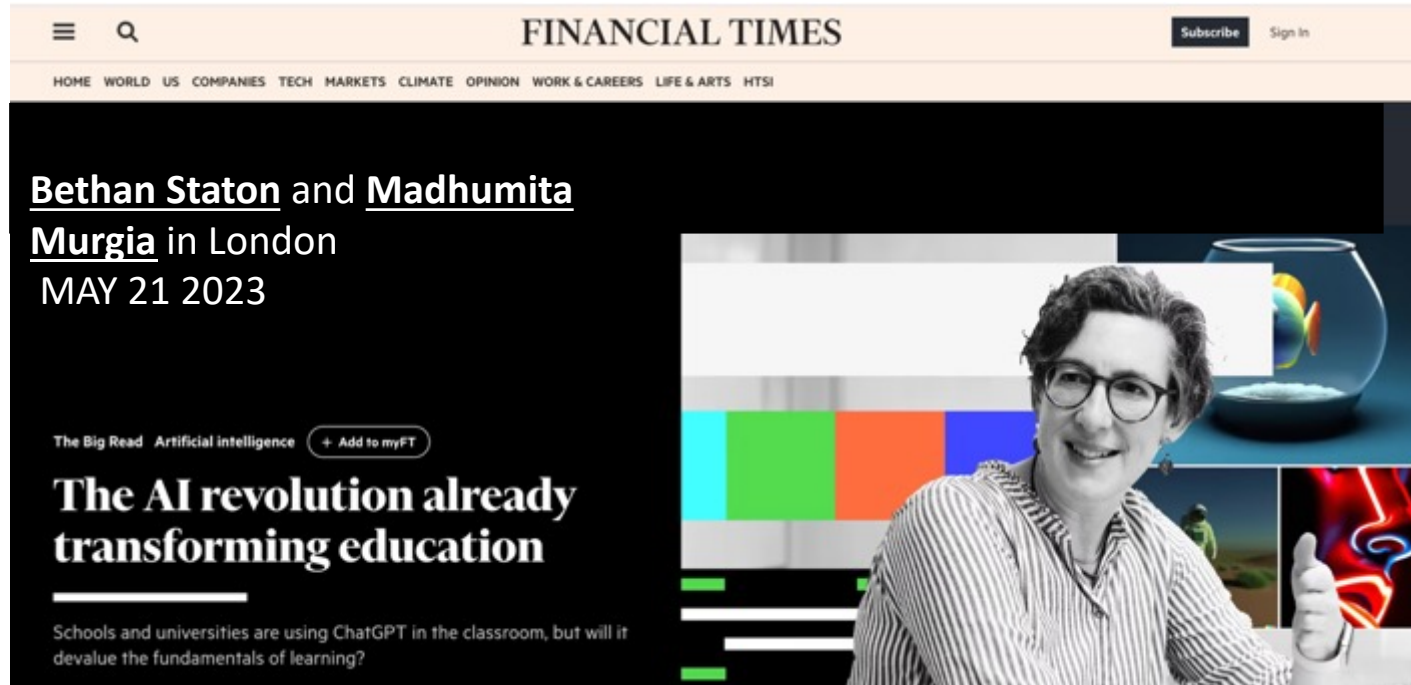 FINANCIAL TIMES
Subscribe
Sign In
HOME WORLD US COMPANIES TECH MARKETS CLIMATE OPINION WORK & CAREERS LIFE & ARTS HTSI
Bethan Staton and Madhumita
Murgia in London
MAY 21 2023
The Big Read Artificial intelligence + Add to myFT
The AI revolution already
transforming education
Schools and universities are using ChatGPT in the classroom, but will it
devalue the fundamentals of learning?